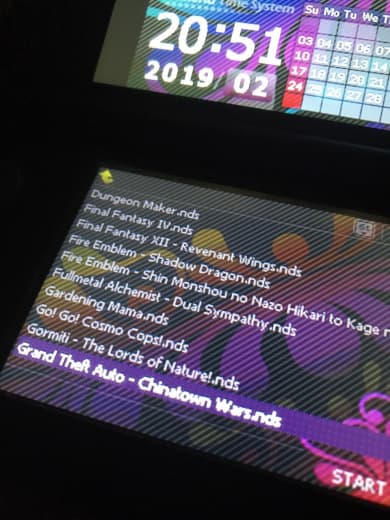 Time System
20:51
2019/02
Su Mo Tu We T
03 04 05 06 07
10 11 12 13 14
17 18 19 20 21
24 25 26 27 28
Dungeon Maker.nds
Final Fantasy IV.nds
Final Fantasy XII - Revenant Wings.nds
Fire Emblem - Shadow Dragon.nds
Fire Emblem - Shin Monshou no Nazo Hikari to Kage n
Fullmetal Alchemist - Dual Sympathy.nds
Gardening Mama.nds
Go! Go! Cosmo Cops!.nds
Gormiti - The Lords of Nature!.nds
Grand Theft Auto - Chinatown Wars.nds
START